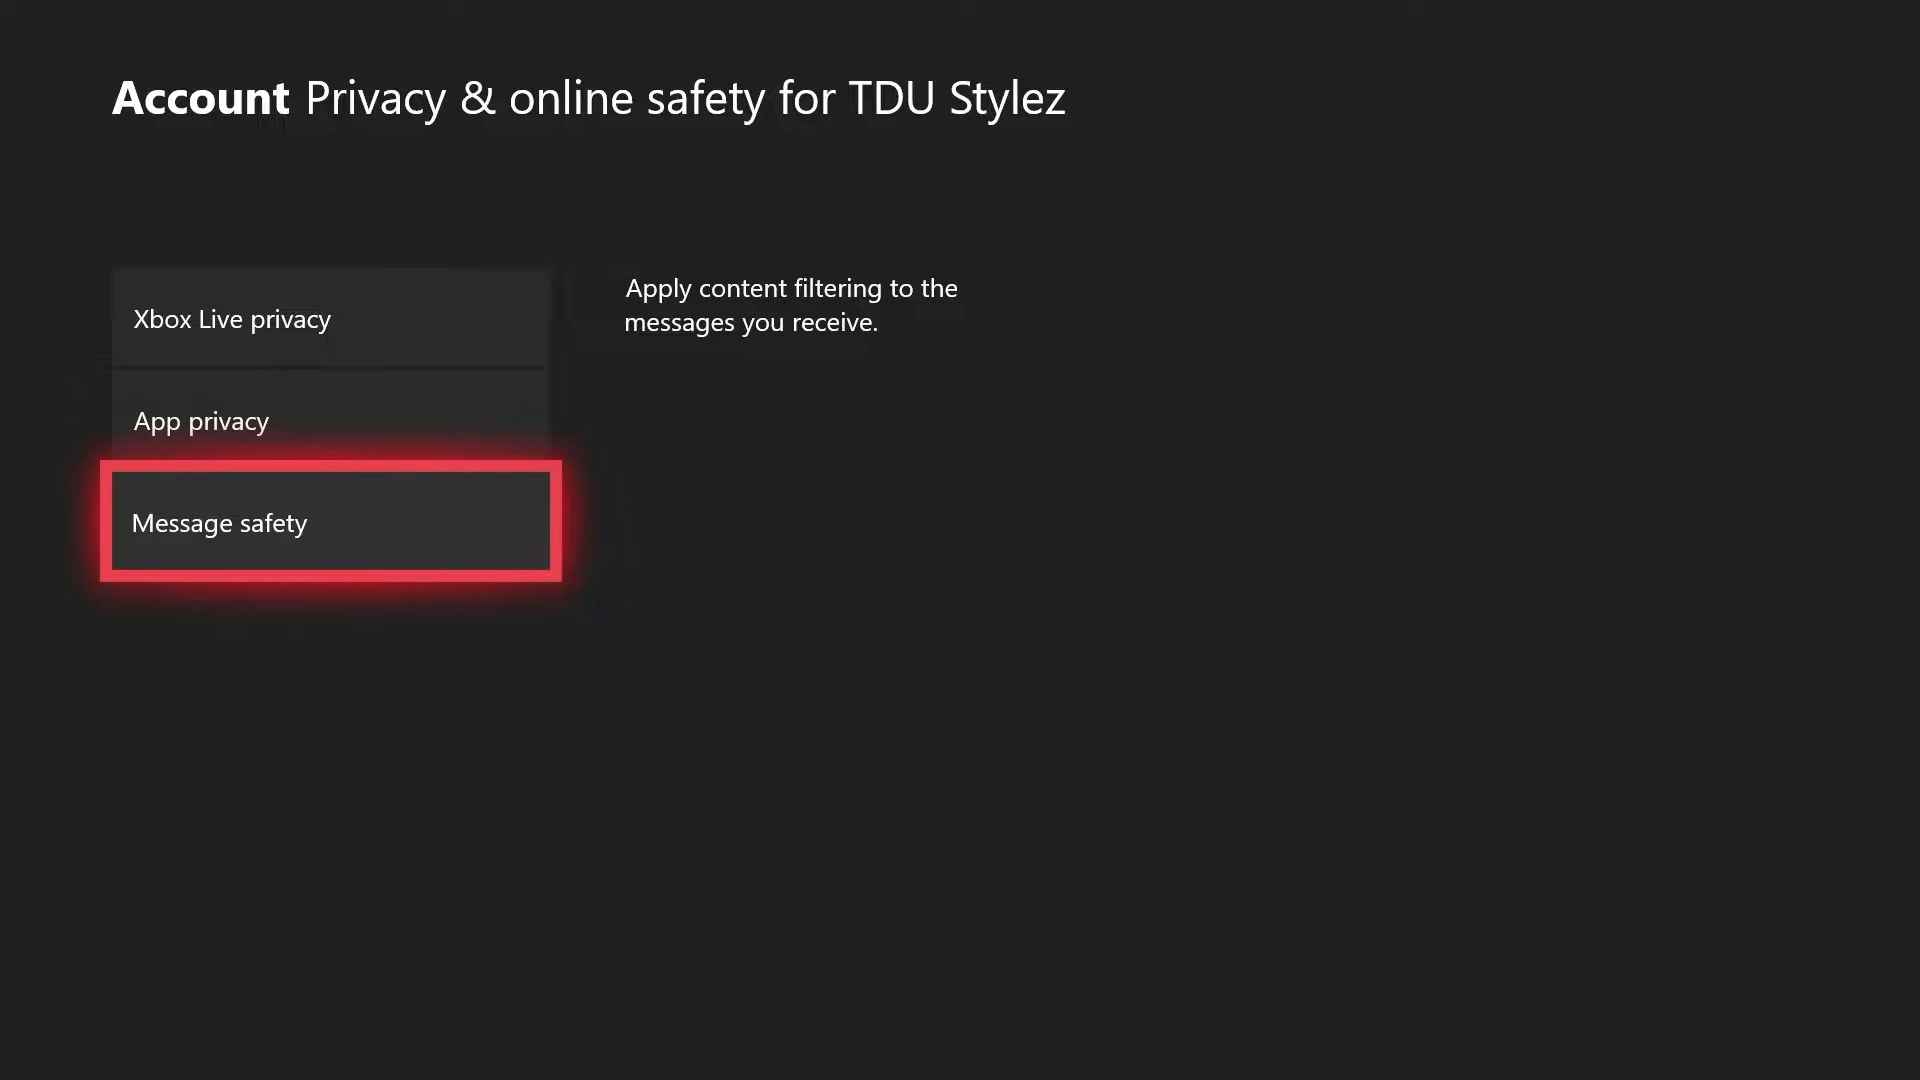 Account Privacy & online safety for TDU Stylez
Xbox Live privacy
App privacy
Message safety
Apply content filtering to the
messages you receive.